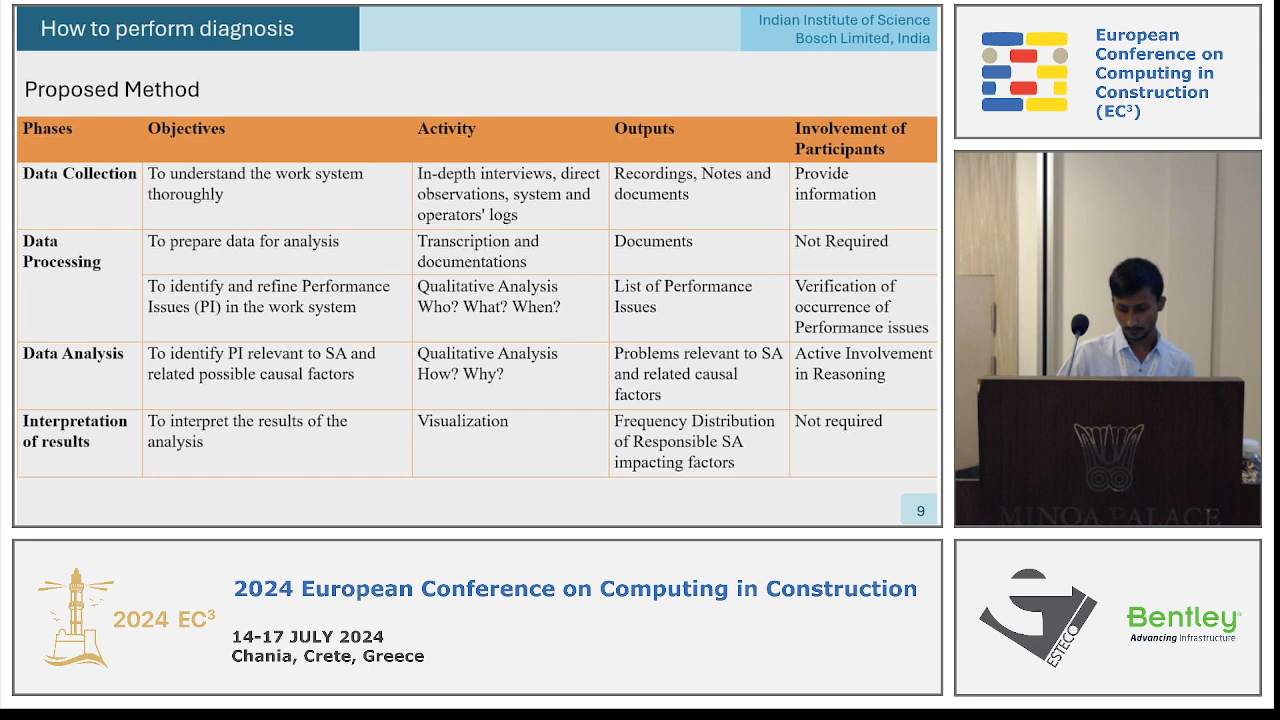 How to perform diagnosis
Indian Institute of Science
Bosch Limited, India
Proposed Method
Phases
Objectives
Activity
Outputs
Involvement of
Participants
Data Collection
To understand the work system
thoroughly
In-depth interviews, direct
observations, system and
operators' logs
Recordings, Notes and
documents
Provide
information
Data
Processing
To prepare data for analysis
Transcription and
documentations
Documents
Not Required
To identify and refine Performance
Issues (PI) in the work system
Qualitative Analysis
Who? What? When?
List of Performance
Issues
Verification of
occurrence of
Performance issues
Data Analysis
To identify PI relevant to SA and
related possible causal factors
Qualitative Analysis
How? Why?
Problems relevant to SA
and related causal
factors
Active Involvement
in Reasoning
Interpretation
of results
To interpret the results of the
analysis
Visualization
Frequency Distribution
of Responsible SA
impacting factors
Not required
9
European
Conference on
Computing in
Construction
(EC³)
MINOA PALACE
2024 EC³
2024 European Conference on Computing in Construction
14-17 JULY 2024
Chania, Crete, Greece
ESTECO
Bentley
Advancing Infrastructure